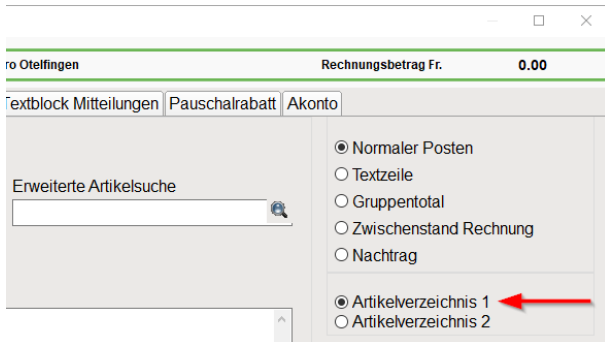 ro Otelfingen Rechnungsbetrag Fr. 0.00
Textblock Mitteilungen Pauschalrabatt Akonto
Normaler Posten
Textzeile
Erweiterte Artikelsuche
Gruppentotal
Zwischenstand Rechnung
Nachtrag
Artikelverzeichnis 1
Artikelverzeichnis 2